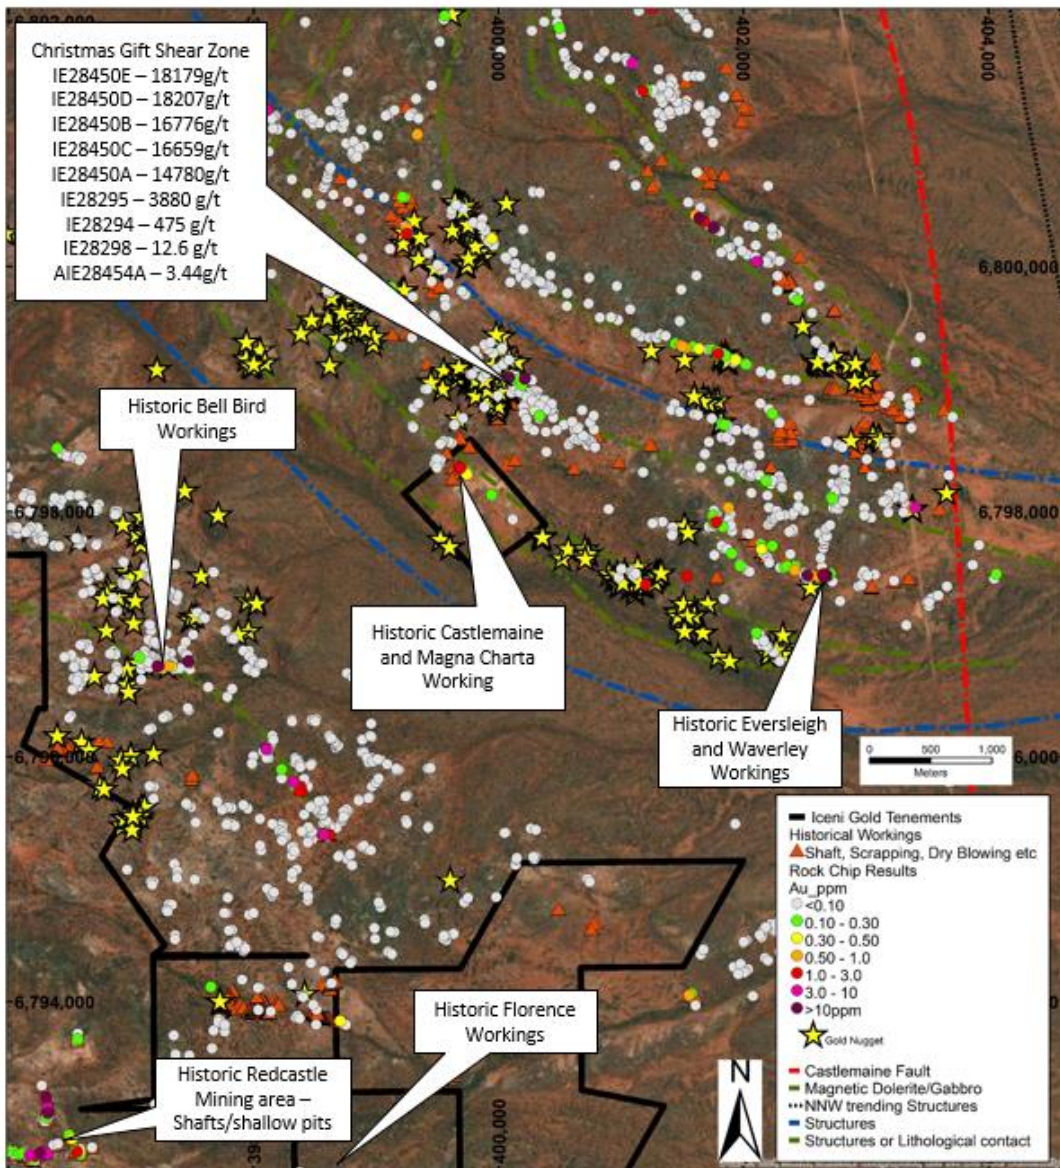 Christmas Gift Shear Zone
IE28450E – 18179g/t
IE28450D – 18207g/t
IE28450B – 16776g/t
IE28450C – 16659g/t
IE28450A – 14780g/t
IE28295 – 3880 g/t
IE28294 – 475 g/t
IE28298 – 12.6 g/t
AIE28454A – 3.44g/t
400,000
402,000
404,000
6,800,000
Historic Bell Bird
Workings
6,798,000
6,798,000
Historic Castlemaine
and Magna Charta
Working
Historic Eversleigh
and Waverley
Workings
6,000
0 500 1,000
Meters
Iceni Gold Tenements
Historical Workings
Shaft, Scrapping, Dry Blowing etc
Rock Chip Results
Au_ppm
<0.10
0.10 - 0.30
0.30 - 0.50
0.50 - 1.0
1.0 - 3.0
3.0 - 10
>10ppm
Gold Nugget
Castlemaine Fault
Magnetic Dolerite/Gabbro
NNW trending Structures
Structures
Structures or Lithological contact
6,794,000
Historic Florence
Workings
Historic Redcastle
Mining area –
Shafts/shallow pits
N
39
400,000